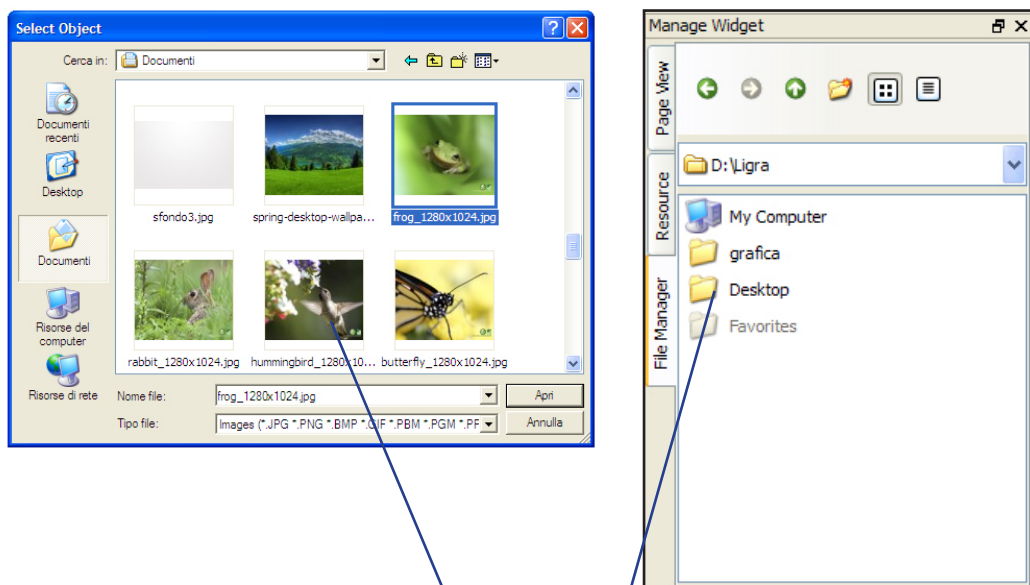 Select Object
Cerca in:
Documenti
Documenti
recenti
Desktop
Documenti
Risorse del
computer
Risorse di rete
sfondo3.jpg
spring-desktop-wallpa...
frog_1280x1024.jpg
rabbit_1280x1024.jpg
hummingbird_1280x10...
butterfly_1280x1024.jpg
Nome file:
frog_1280x1024.jpg
Apri
Tipo file:
Images (*.JPG *.PNG *.BMP *.GIF *.PBM *.PGM *.PF
Annulla
Manage Widget
Page View
Resource
File Manager
D:\Ligra
My Computer
grafica
Desktop
Favorites